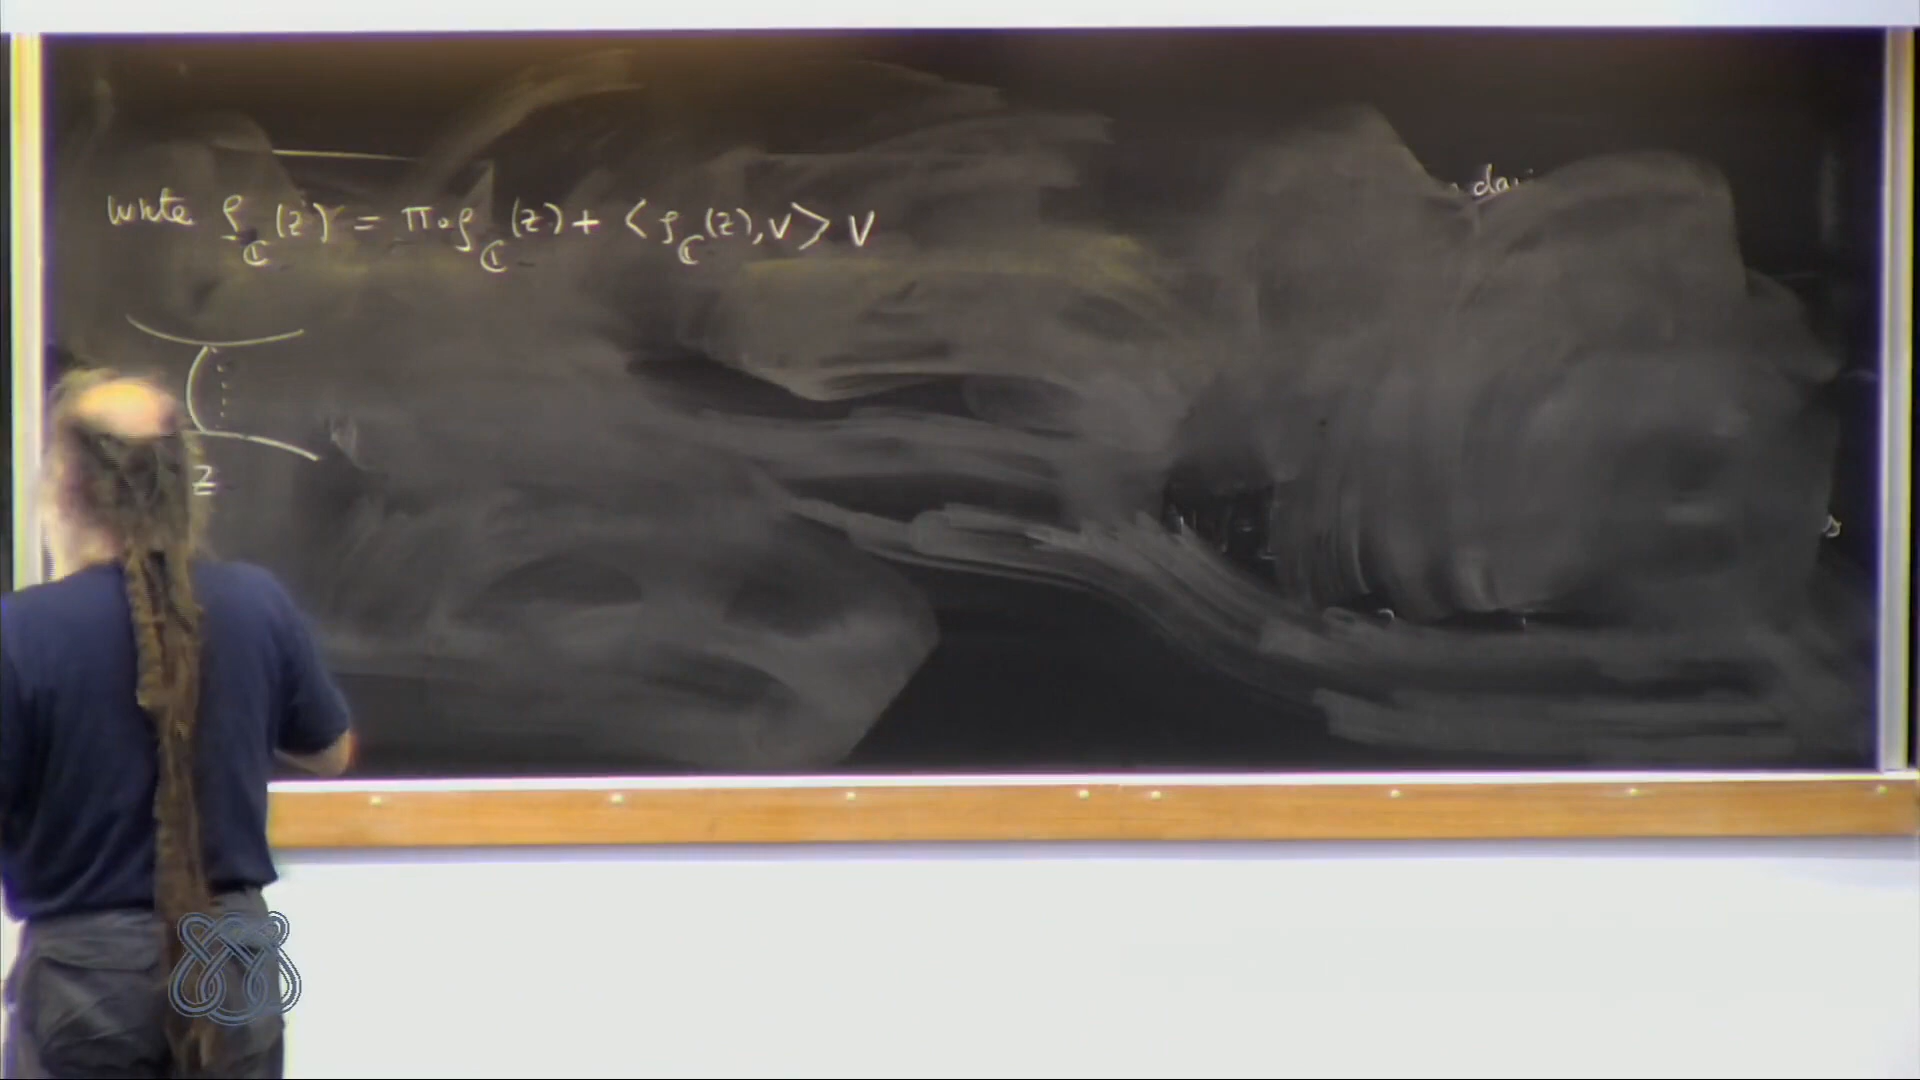 write ρ_ℂ(z) = π∘ρ_ℂ(z) + <ρ_ℂ(z), v> v
z